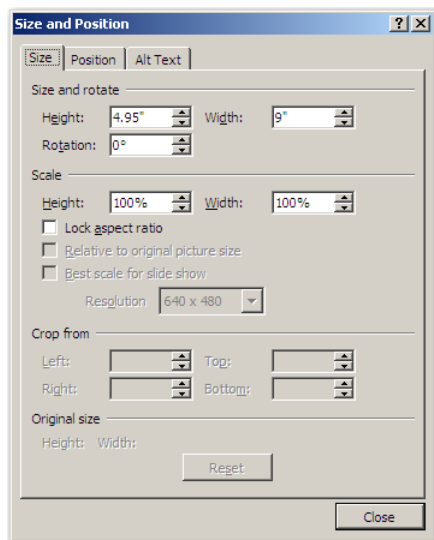 Size and Position
Size Position Alt Text
Size and rotate
Height: 4.95" Width: 9"
Rotation: 0°
Scale
Height: 100% Width: 100%
Lock aspect ratio
Relative to original picture size
Best scale for slide show
Resolution 640 x 480
Crop from
Left: Top:
Right: Bottom:
Original size
Height: Width:
Reset
Close